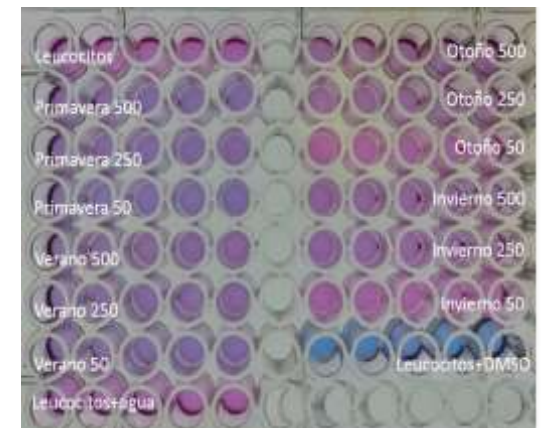 Leucocitos
Primavera 500
Primavera 250
Primavera 50
Verano 500
Verano 250
Verano 50
Leucocitos+agua
Otoño 500
Otoño 250
Otoño 50
Invierno 500
Invierno 250
Invierno 50
Leucocitos+DMSO